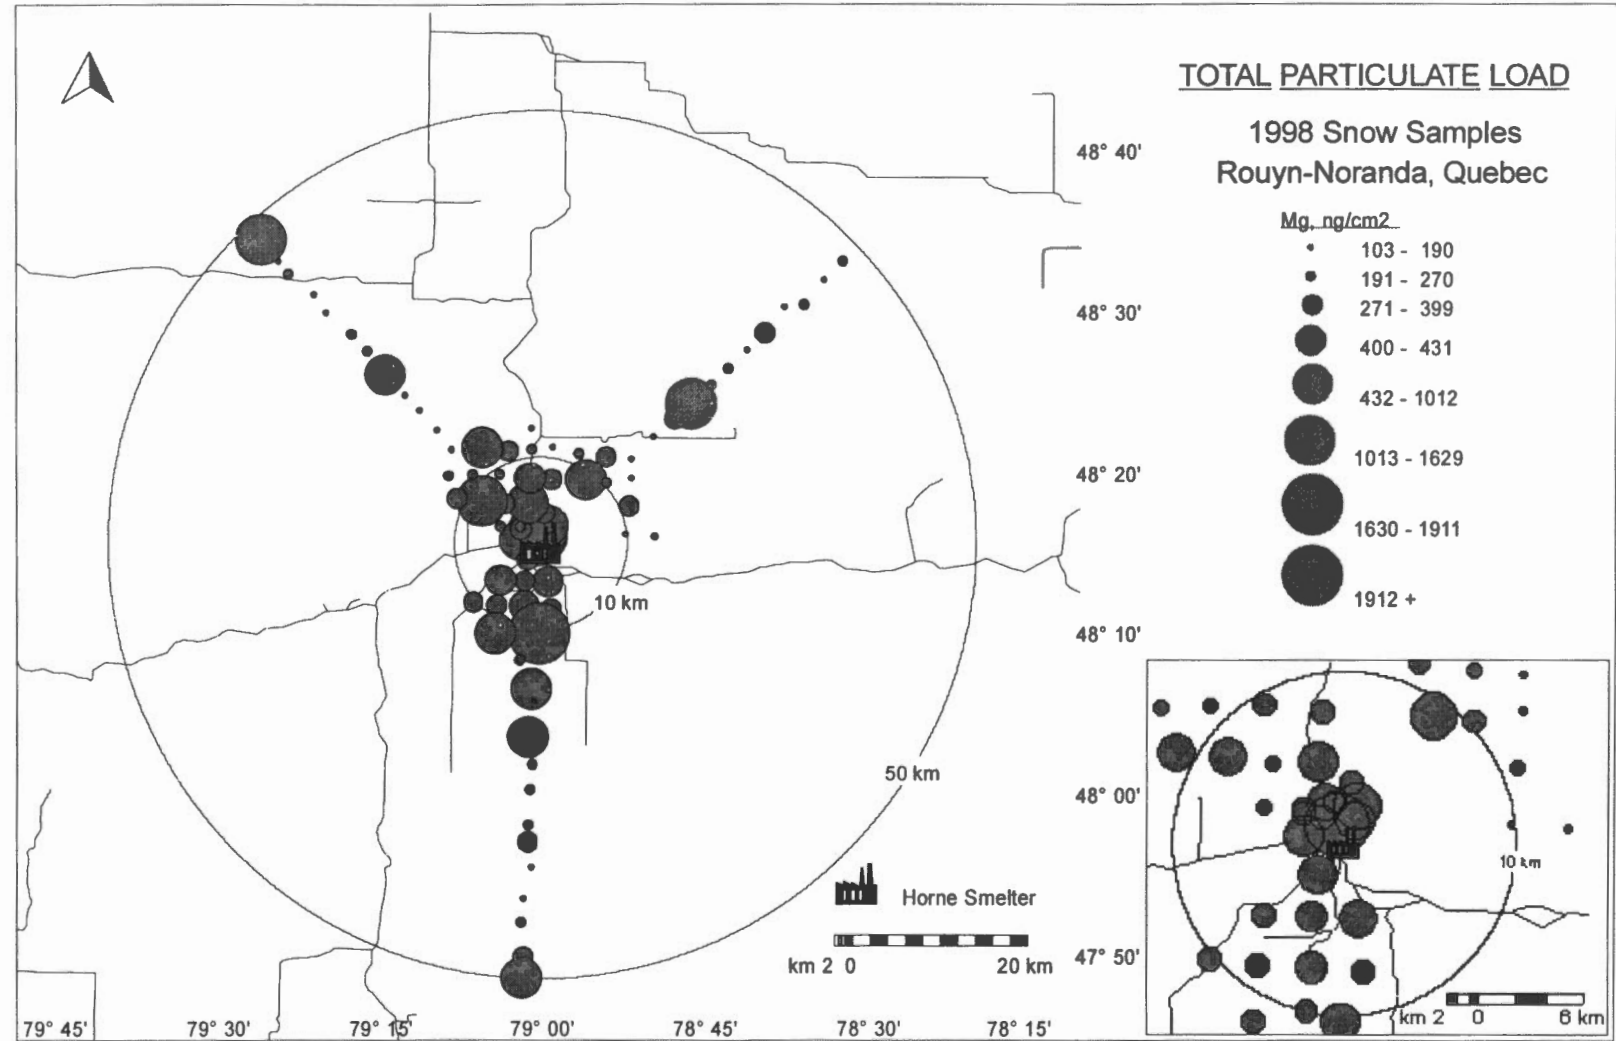 TOTAL PARTICULATE LOAD
1998 Snow Samples
Rouyn-Noranda, Quebec
Mg, ng/cm2
103 - 190
191 - 270
271 - 399
400 - 431
432 - 1012
1013 - 1629
1630 - 1911
1912 +
48° 40'
48° 30'
48° 20'
48° 10'
48° 00'
47° 50'
10 km
50 km
Horne Smelter
km 2 0 20 km
79° 45' 79° 30' 79° 15' 79° 00' 78° 45' 78° 30' 78° 15'
10 km
km 2 0 6 km